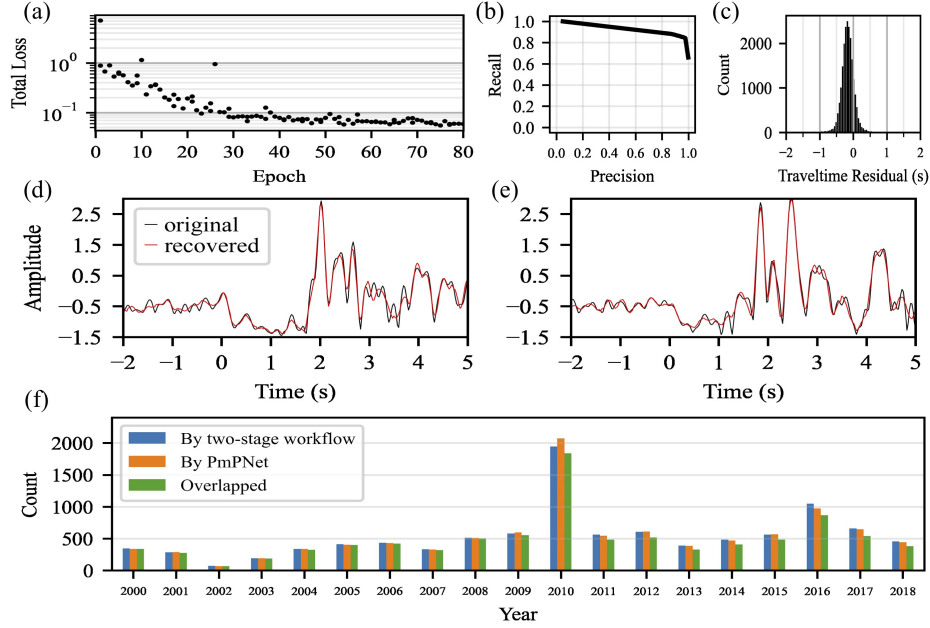 (a)
Total Loss
10⁰
10⁻¹
0 10 20 30 40 50 60 70 80
Epoch
(b)
Recall
1.0
0.8
0.6
0.4
0.2
0.0
0.0 0.2 0.4 0.6 0.8 1.0
Precision
(c)
Count
2000
1000
0
−2 −1 0 1 2
Traveltime Residual (s)
(d)
Amplitude
2.5
1.5
0.5
−0.5
−1.5
original
recovered
−2 −1 0 1 2 3 4 5
Time (s)
(e)
2.5
1.5
0.5
−0.5
−1.5
−2 −1 0 1 2 3 4 5
Time (s)
(f)
Count
2000
1500
1000
500
0
By two-stage workflow
By PmPNet
Overlapped
2000 2001 2002 2003 2004 2005 2006 2007 2008 2009 2010 2011 2012 2013 2014 2015 2016 2017 2018
Year